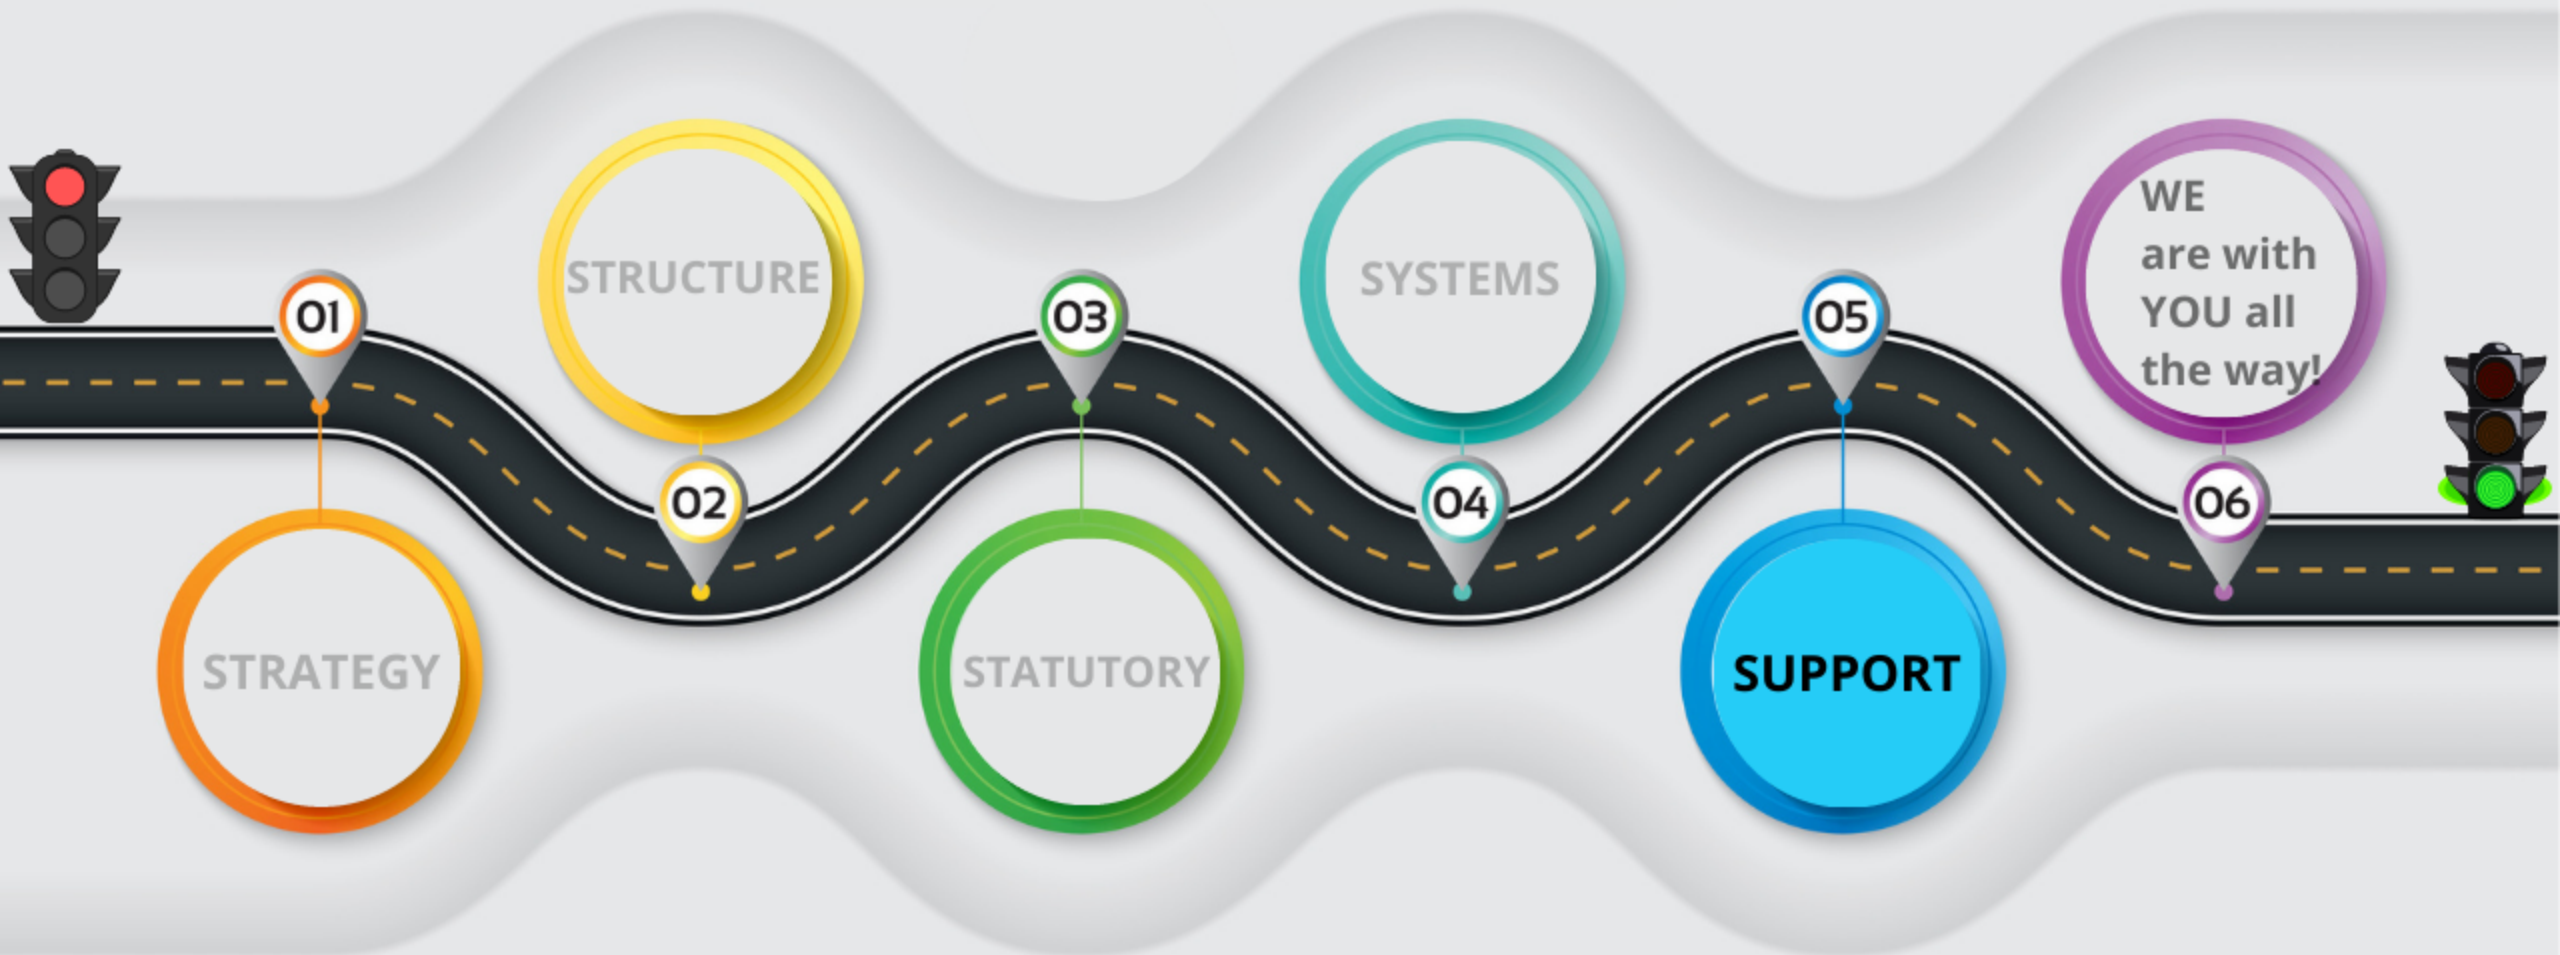 01
STRATEGY
02
STRUCTURE
03
STATUTORY
04
SYSTEMS
05
SUPPORT
06
WE
are with
YOU all
the way!